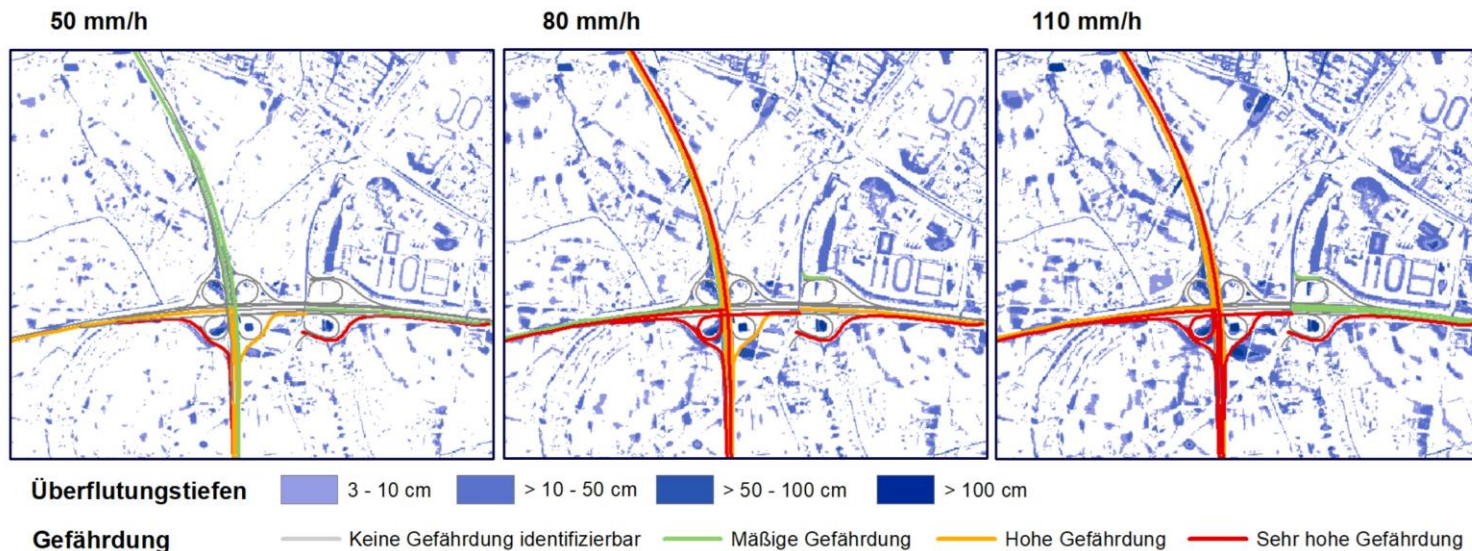 50 mm/h 80 mm/h 110 mm/h
Überflutungstiefen 3 - 10 cm > 10 - 50 cm > 50 - 100 cm > 100 cm
Gefährdung Keine Gefährdung identifizierbar Mäßige Gefährdung Hohe Gefährdung Sehr hohe Gefährdung